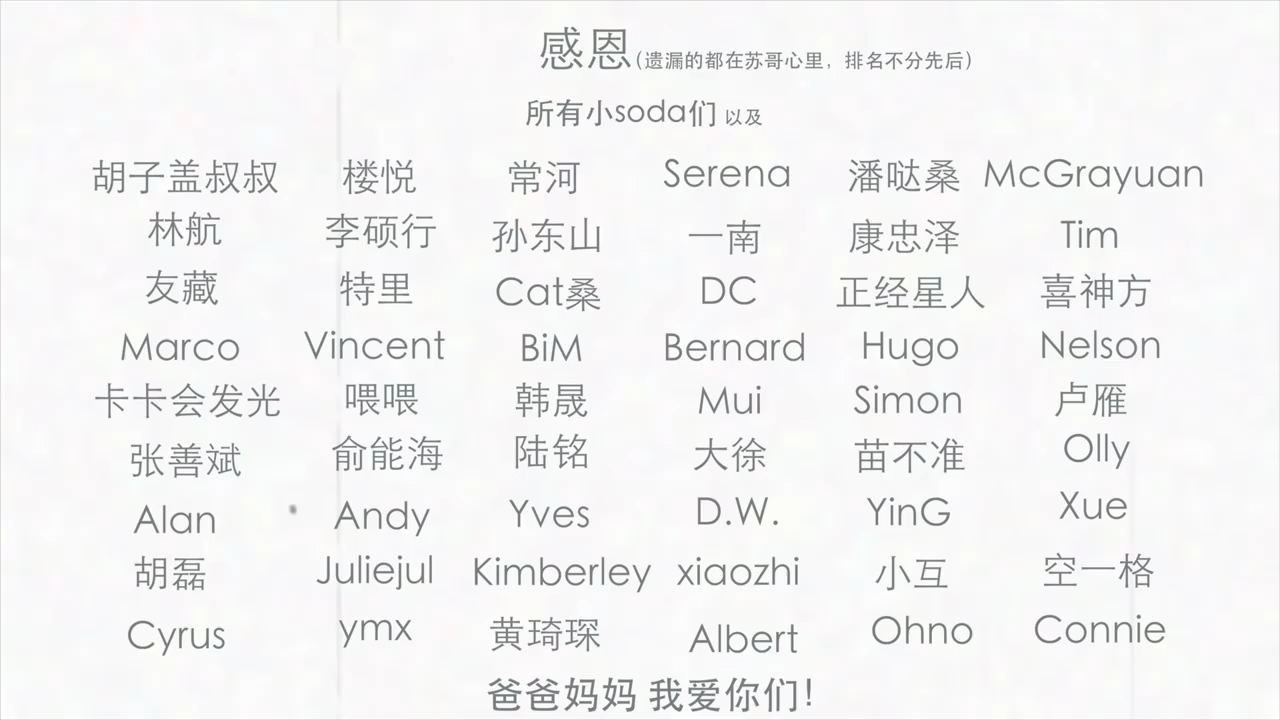 感恩(遗漏的都在苏哥心里，排名不分先后)
所有小soda们 以及
胡子盖叔叔 楼悦 常河 Serena 潘哒桑 McGrayuan
林航 李硕行 孙东山 一南 康忠泽 Tim
友藏 特里 Cat桑 DC 正经星人 喜神方
Marco Vincent BiM Bernard Hugo Nelson
卡卡会发光 喂喂 韩晟 Mui Simon 卢雁
张善斌 俞能海 陆铭 大徐 苗不准 Olly
Alan Andy Yves D.W. YinG Xue
胡磊 Juliejul Kimberley xiaozhi 小互 空一格
Cyrus ymx 黄琦琛 Albert Ohno Connie
爸爸妈妈 我爱你们！